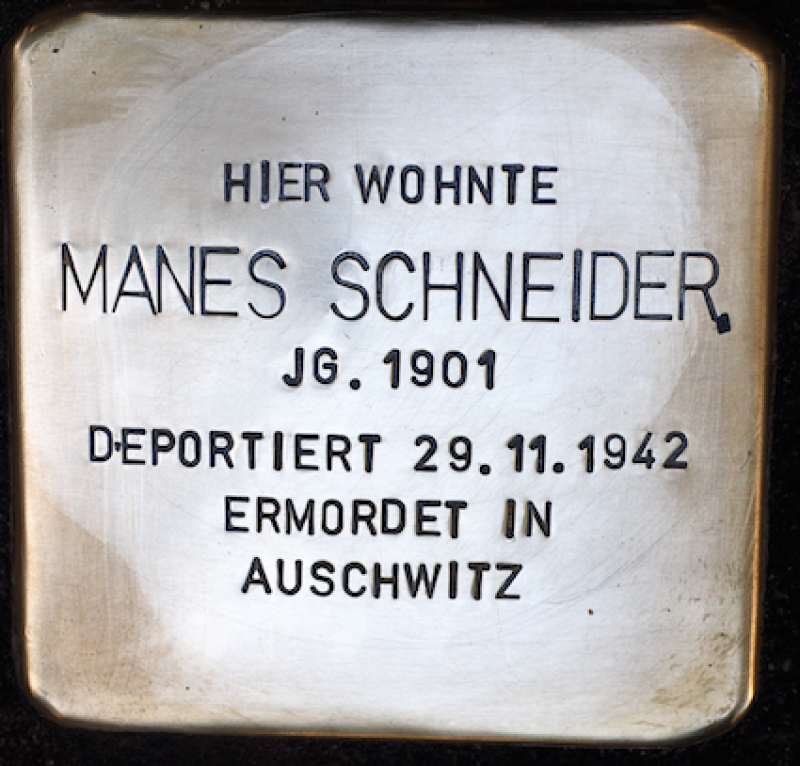 HIER WOHNTE
MANES SCHNEIDER
JG. 1901
DEPORTIERT 29.11.1942
ERMORDET IN
AUSCHWITZ